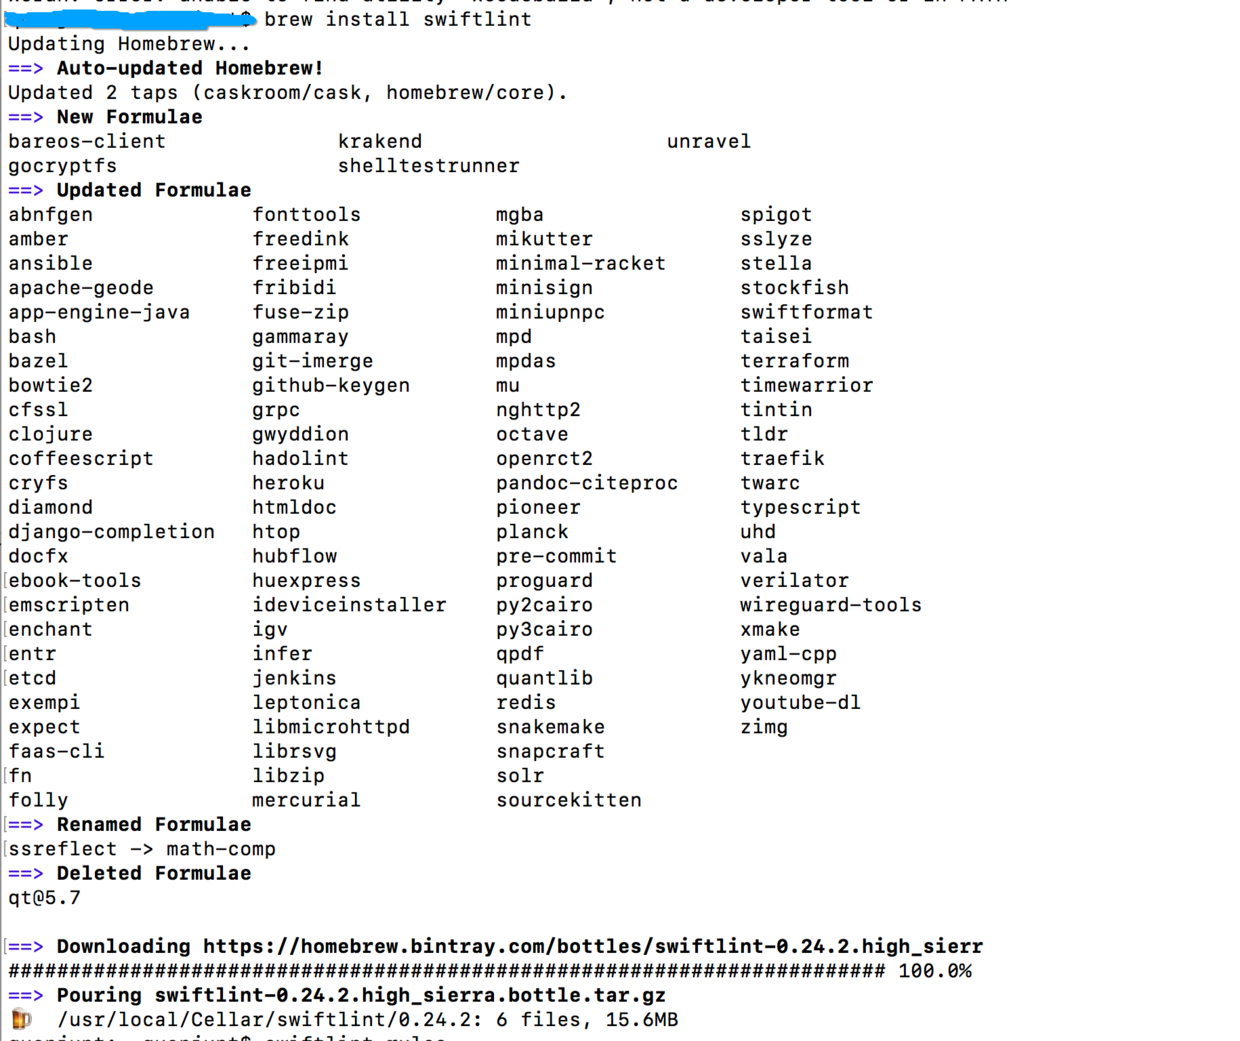 $ brew install swiftlint
Updating Homebrew...
==> Auto-updated Homebrew!
Updated 2 taps (caskroom/cask, homebrew/core).
==> New Formulae
bareos-client krakend unravel
gocryptfs shelltestrunner
==> Updated Formulae
abnfgen fonttools mgba spigot
amber freedink mikutter sslyze
ansible freeipmi minimal-racket stella
apache-geode fribidi minisign stockfish
app-engine-java fuse-zip miniupnpc swiftformat
bash gammaray mpd taisei
bazel git-imerge mpdas terraform
bowtie2 github-keygen mu timewarrior
cfssl grpc nghttp2 tintin
clojure gwyddion octave tldr
coffeescript hadolint openrct2 traefik
cryfs heroku pandoc-citeproc twarc
diamond htmldoc pioneer typescript
django-completion htop planck uhd
docfx hubflow pre-commit vala
[ebook-tools huexpress proguard verilator
[emscripten ideviceinstaller py2cairo wireguard-tools
[enchant igv py3cairo xmake
[entr infer qpdf yaml-cpp
[etcd jenkins quantlib ykneomgr
exempi leptonica redis youtube-dl
expect libmicrohttpd snakemake zimg
faas-cli librsvg snapcraft
[fn libzip solr
folly mercurial sourcekitten
[==> Renamed Formulae
[ssreflect -> math-comp
==> Deleted Formulae
qt@5.7
[==> Downloading https://homebrew.bintray.com/bottles/swiftlint-0.24.2.high_sierr
######################################################################## 100.0%
==> Pouring swiftlint-0.24.2.high_sierra.bottle.tar.gz
🍺 /usr/local/Cellar/swiftlint/0.24.2: 6 files, 15.6MB